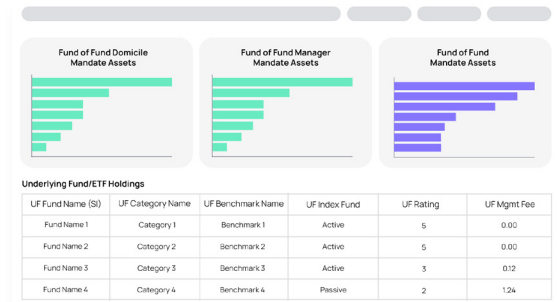 Fund of Fund Domicile
Mandate Assets
Fund of Fund Manager
Mandate Assets
Fund of Fund
Mandate Assets
Underlying Fund/ETF Holdings
UF Fund Name (SI) UF Category Name UF Benchmark Name UF Index Fund UF Rating UF Mgmt Fee
Fund Name 1 Category 1 Benchmark 1 Active 5 0.00
Fund Name 2 Category 2 Benchmark 2 Active 5 0.00
Fund Name 3 Category 3 Benchmark 3 Active 3 0.12
Fund Name 4 Category 4 Benchmark 4 Passive 2 1.24